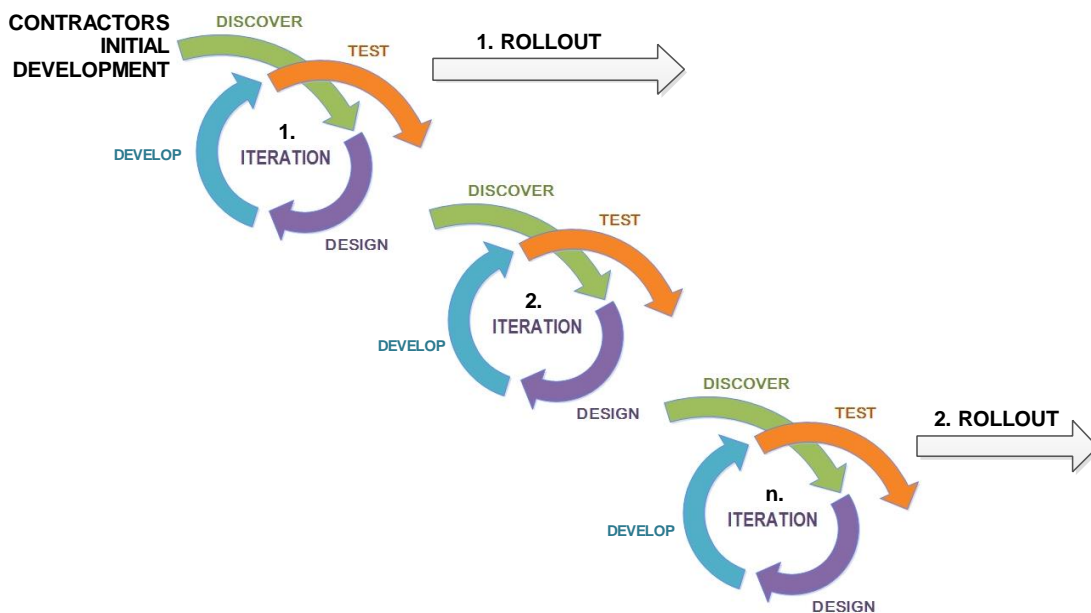 CONTRACTORS
INITIAL
DEVELOPMENT
DISCOVER
TEST
1. ROLLOUT
1.
ITERATION
DEVELOP
DESIGN
DISCOVER
TEST
2.
ITERATION
DEVELOP
DESIGN
DISCOVER
TEST
2. ROLLOUT
n.
ITERATION
DEVELOP
DESIGN